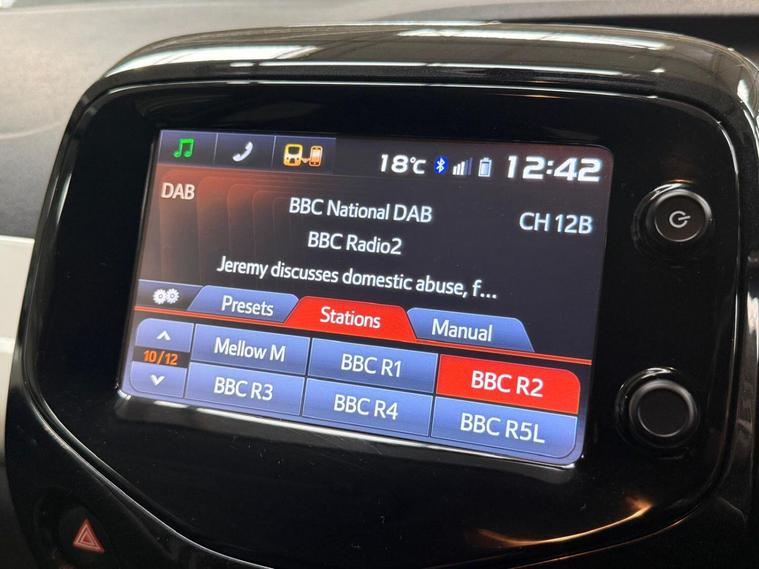 18°C 12:42
DAB
BBC National DAB
CH 12B
BBC Radio2
Jeremy discusses domestic abuse, f...
Presets Stations Manual
10/12
Mellow M BBC R1 BBC R2
BBC R3 BBC R4 BBC R5L